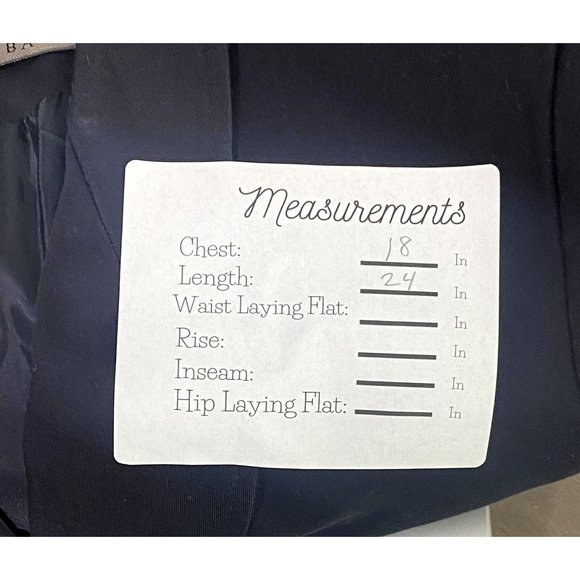 BA
Measurements
Chest: 18 In
Length: 24 In
Waist Laying Flat: In
Rise: In
Inseam: In
Hip Laying Flat: In